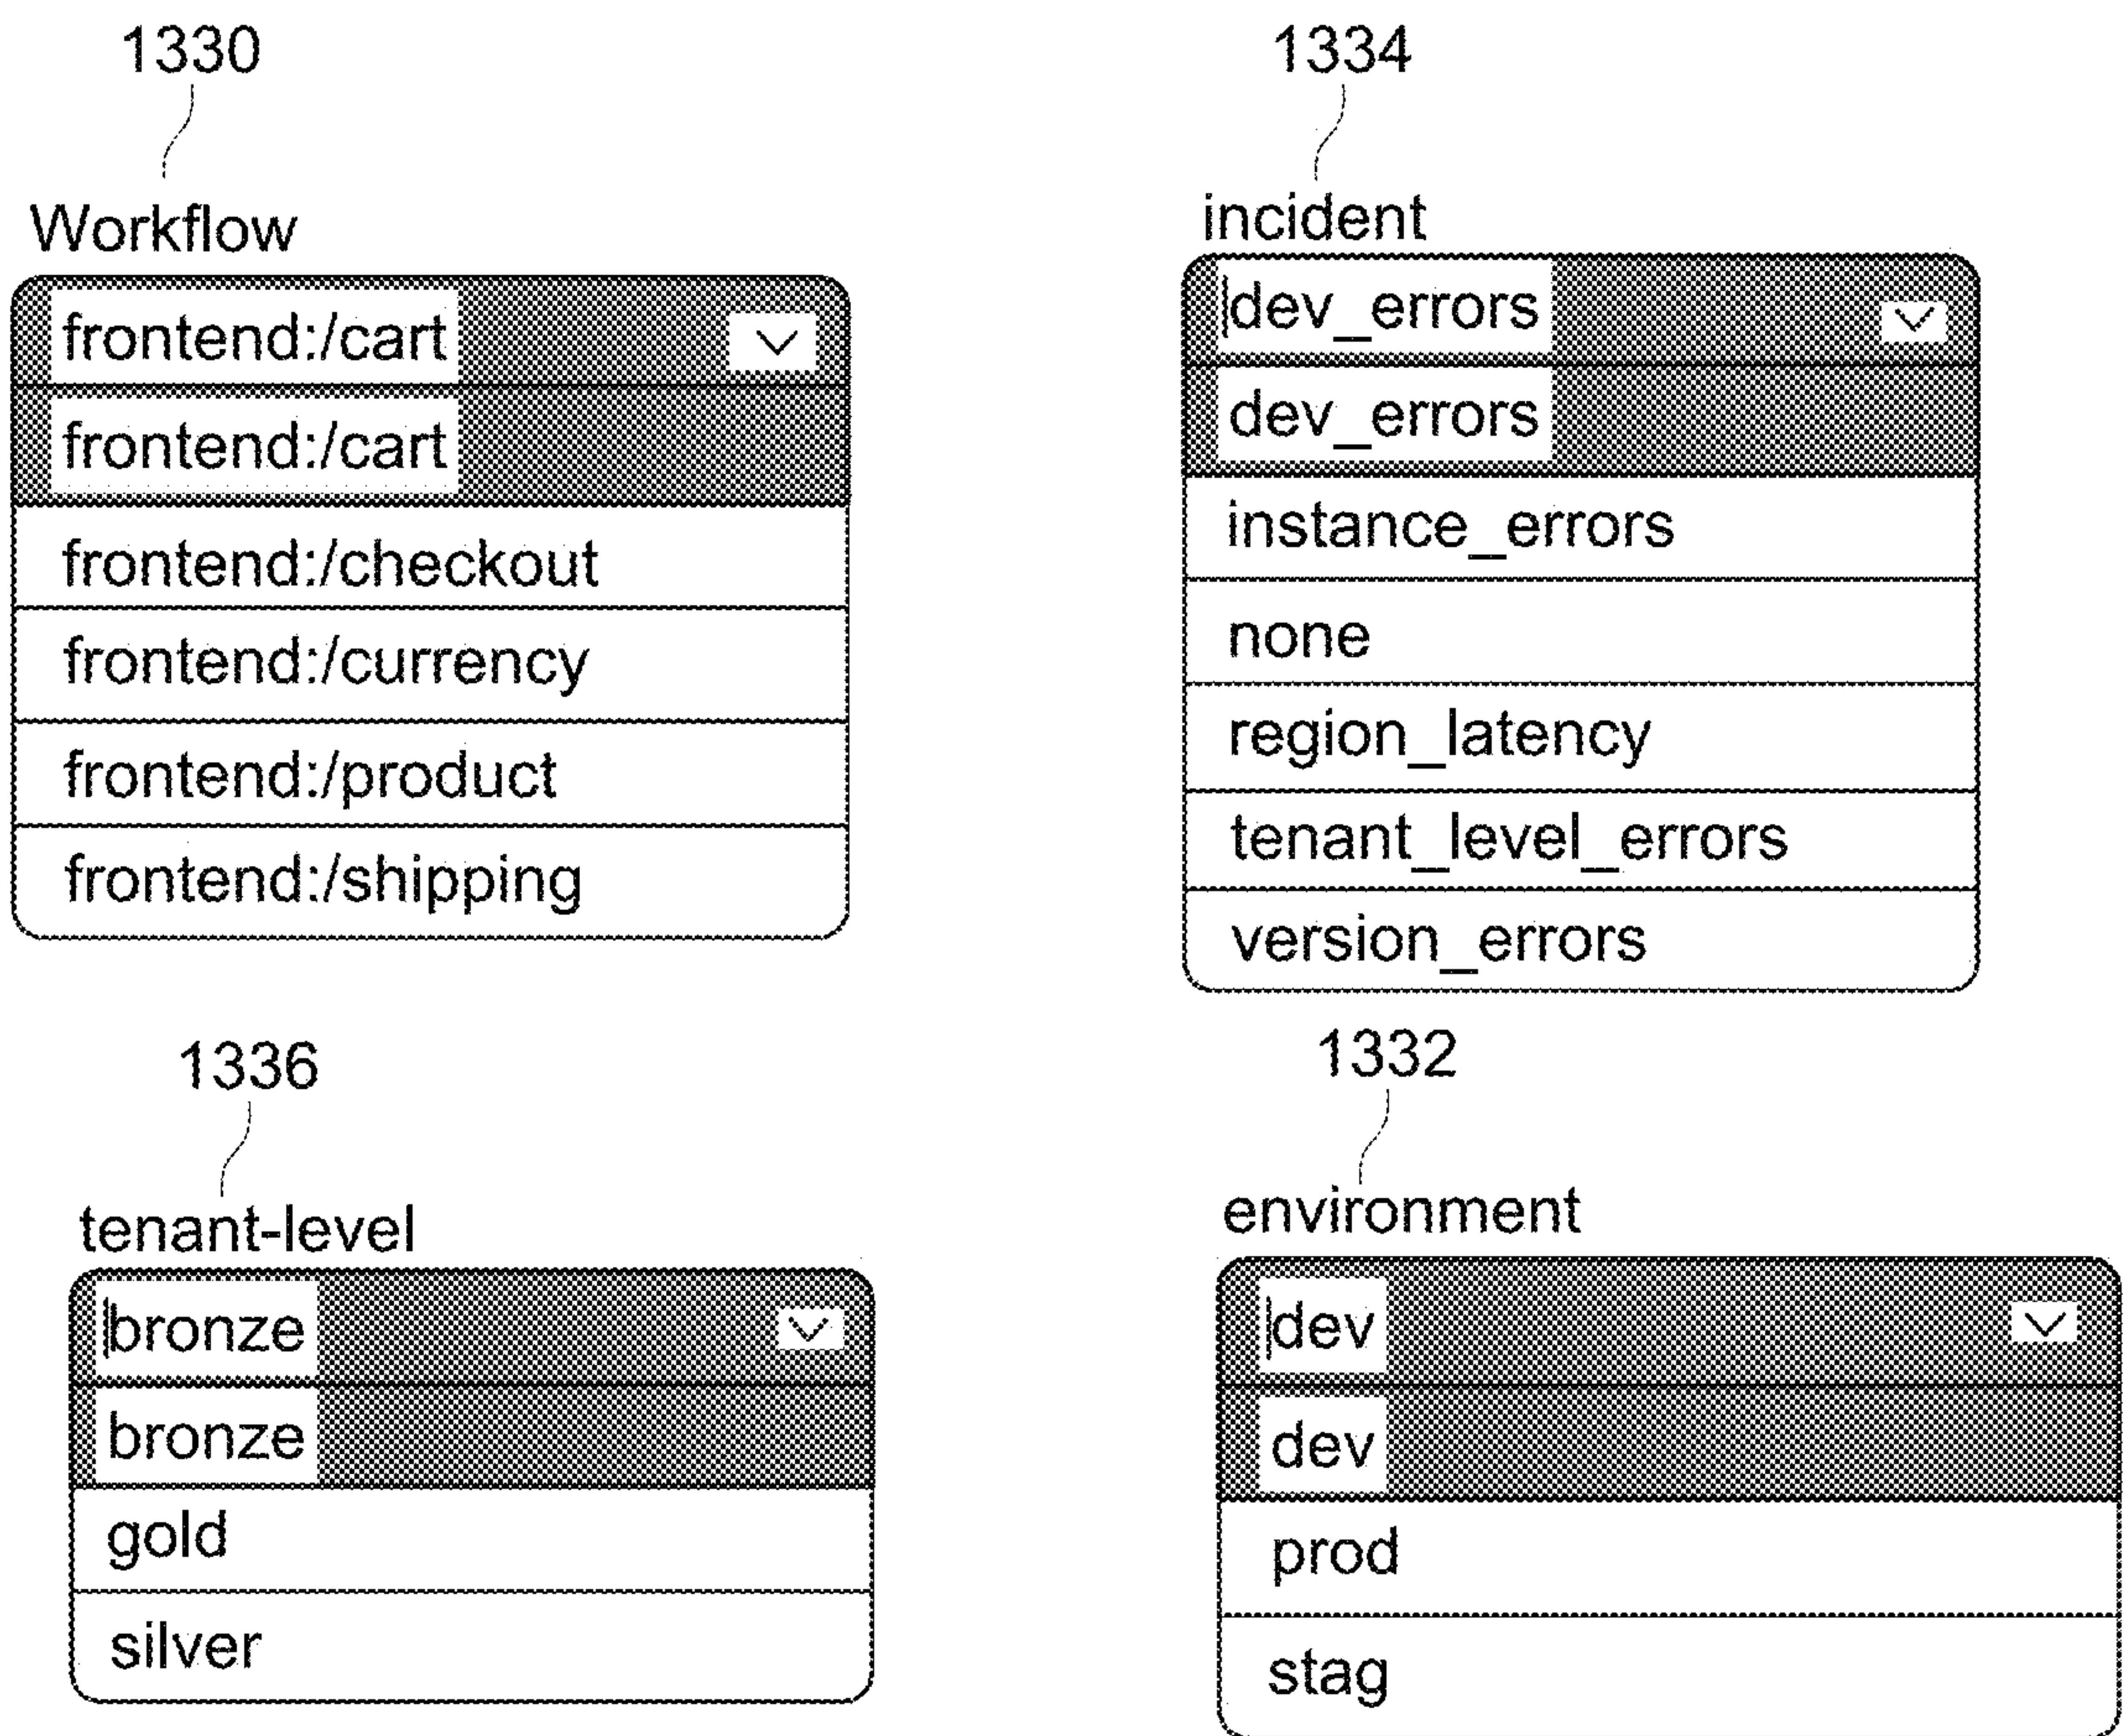 1330
Workflow
frontend:/cart
frontend:/cart
frontend:/checkout
frontend:/currency
frontend:/product
frontend:/shipping
1334
incident
dev_errors
dev_errors
instance_errors
none
region_latency
tenant_level_errors
version_errors
1336
tenant-level
bronze
bronze
gold
silver
1332
environment
dev
dev
prod
stag